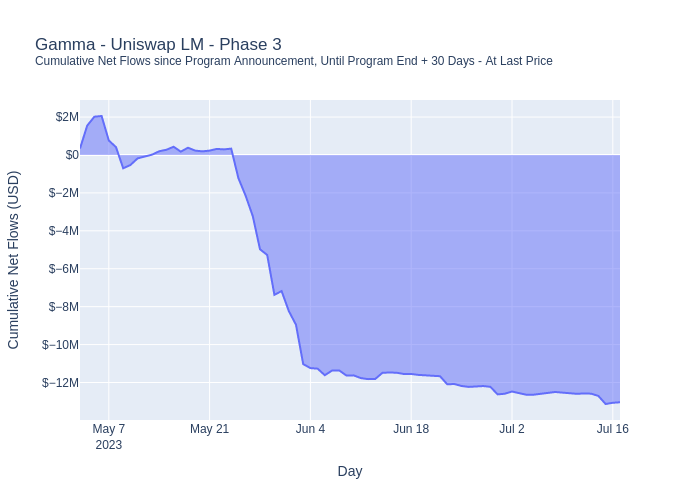 Gamma - Uniswap LM - Phase 3
Cumulative Net Flows since Program Announcement, Until Program End + 30 Days - At Last Price
Cumulative Net Flows (USD)
$2M
$0
$−2M
$−4M
$−6M
$−8M
$−10M
$−12M
May 7
2023
May 21
Jun 4
Jun 18
Jul 2
Jul 16
Day